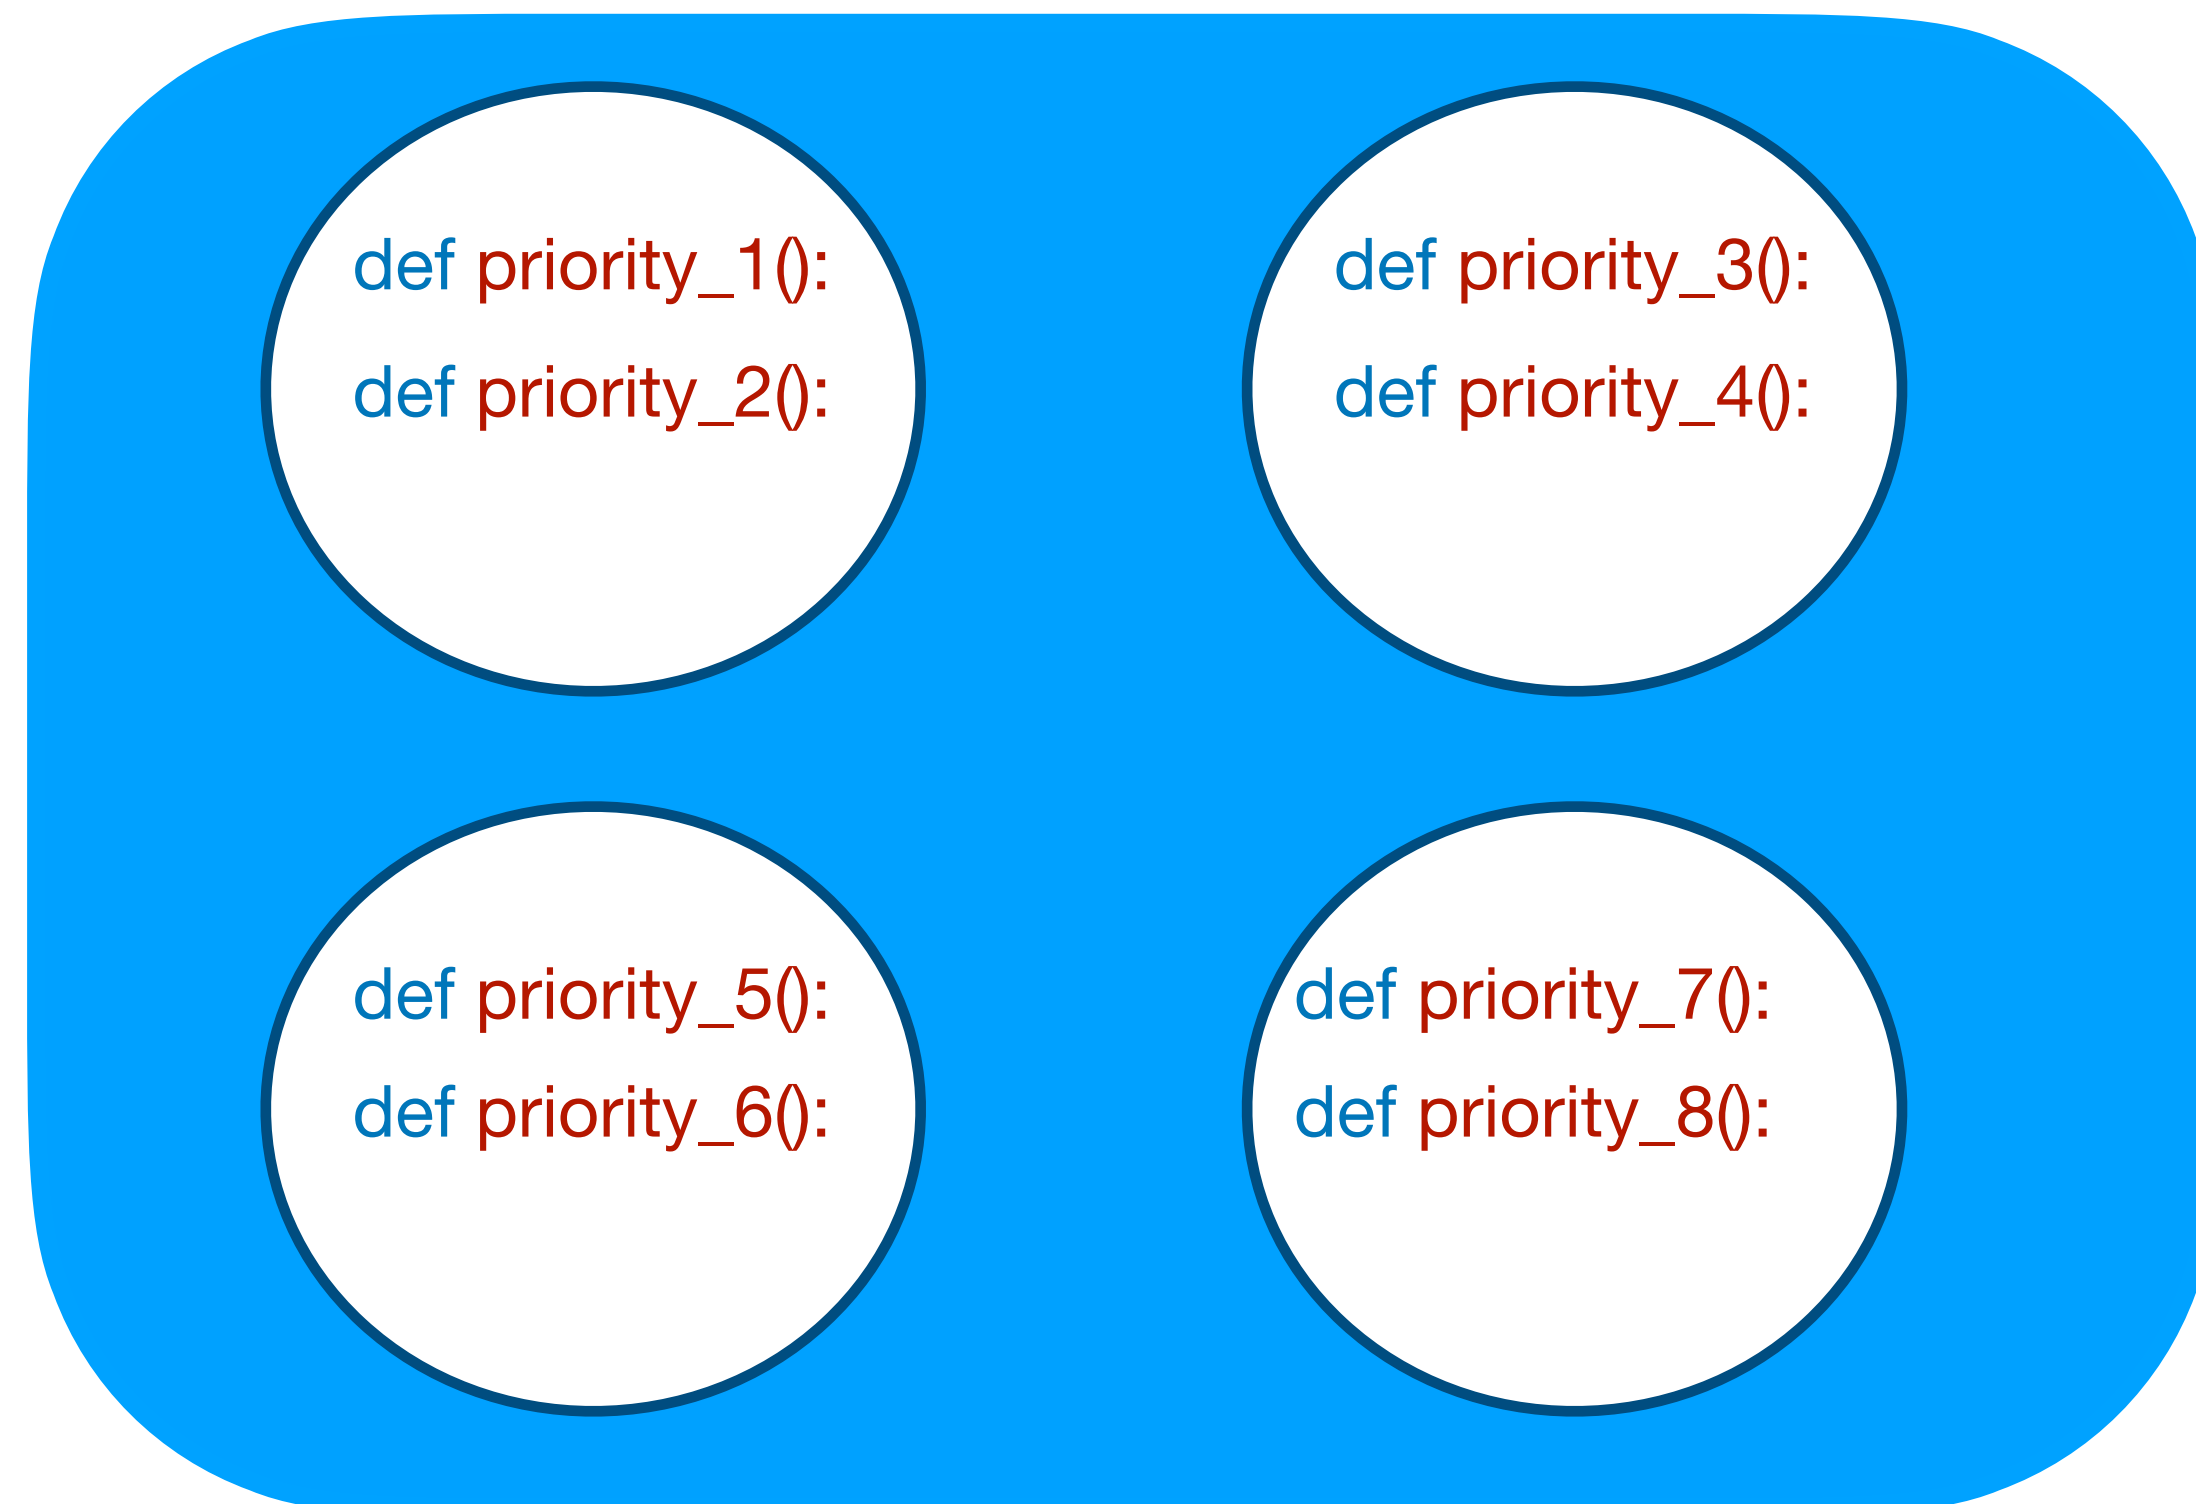 def priority_1():
def priority_2():
def priority_3():
def priority_4():
def priority_5():
def priority_6():
def priority_7():
def priority_8():